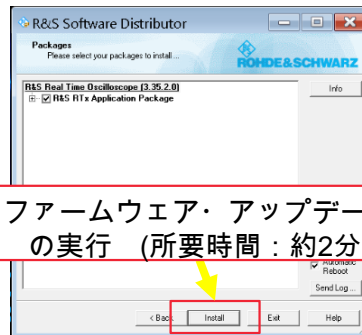 R&S Software Distributor
Packages
Please select your packages to install...
ROHDE&SCHWARZ
R&S Real Time Oscilloscope (3.35.2.0)
R&S RTx Application Package
Info
ファームウェア・アップデー
の実行 (所要時間：約2分
Automatic
Reboot
Send Log...
< Back
Install
Exit
Help